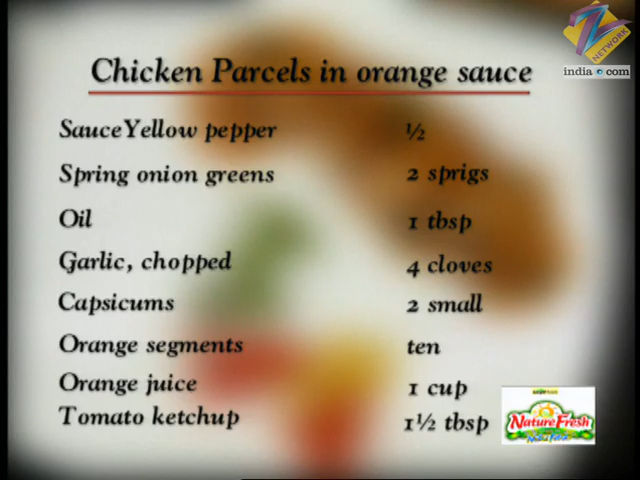 Z NETWORK
india.com
Chicken Parcels in orange sauce
SauceYellow pepper ½
Spring onion greens 2 sprigs
Oil 1 tbsp
Garlic, chopped 4 cloves
Capsicums 2 small
Orange segments ten
Orange juice 1 cup
Tomato ketchup 1½ tbsp
Nature Fresh